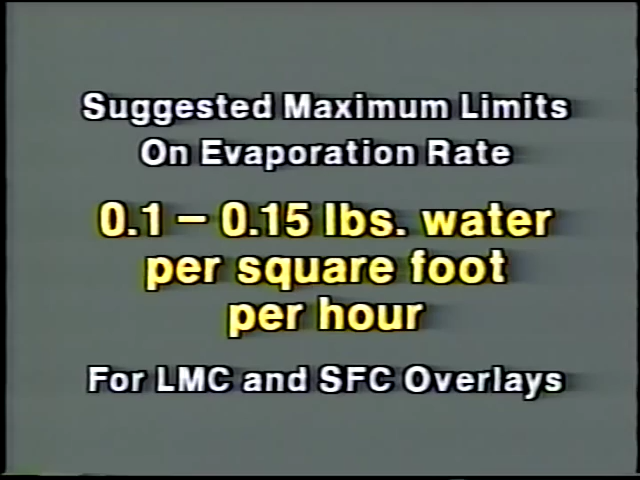 Suggested Maximum Limits
On Evaporation Rate
0.1 – 0.15 lbs. water
per square foot
per hour
For LMC and SFC Overlays